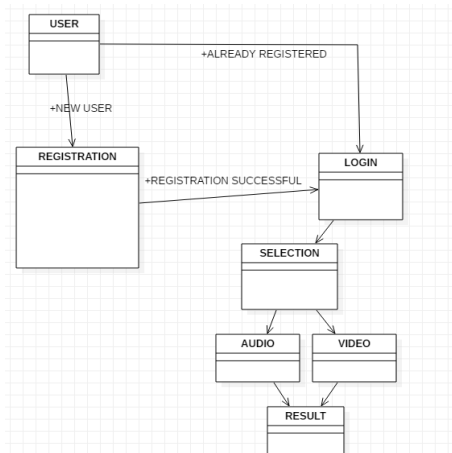 USER
+ALREADY REGISTERED
+NEW USER
REGISTRATION
LOGIN
+REGISTRATION SUCCESSFUL
SELECTION
AUDIO
VIDEO
RESULT